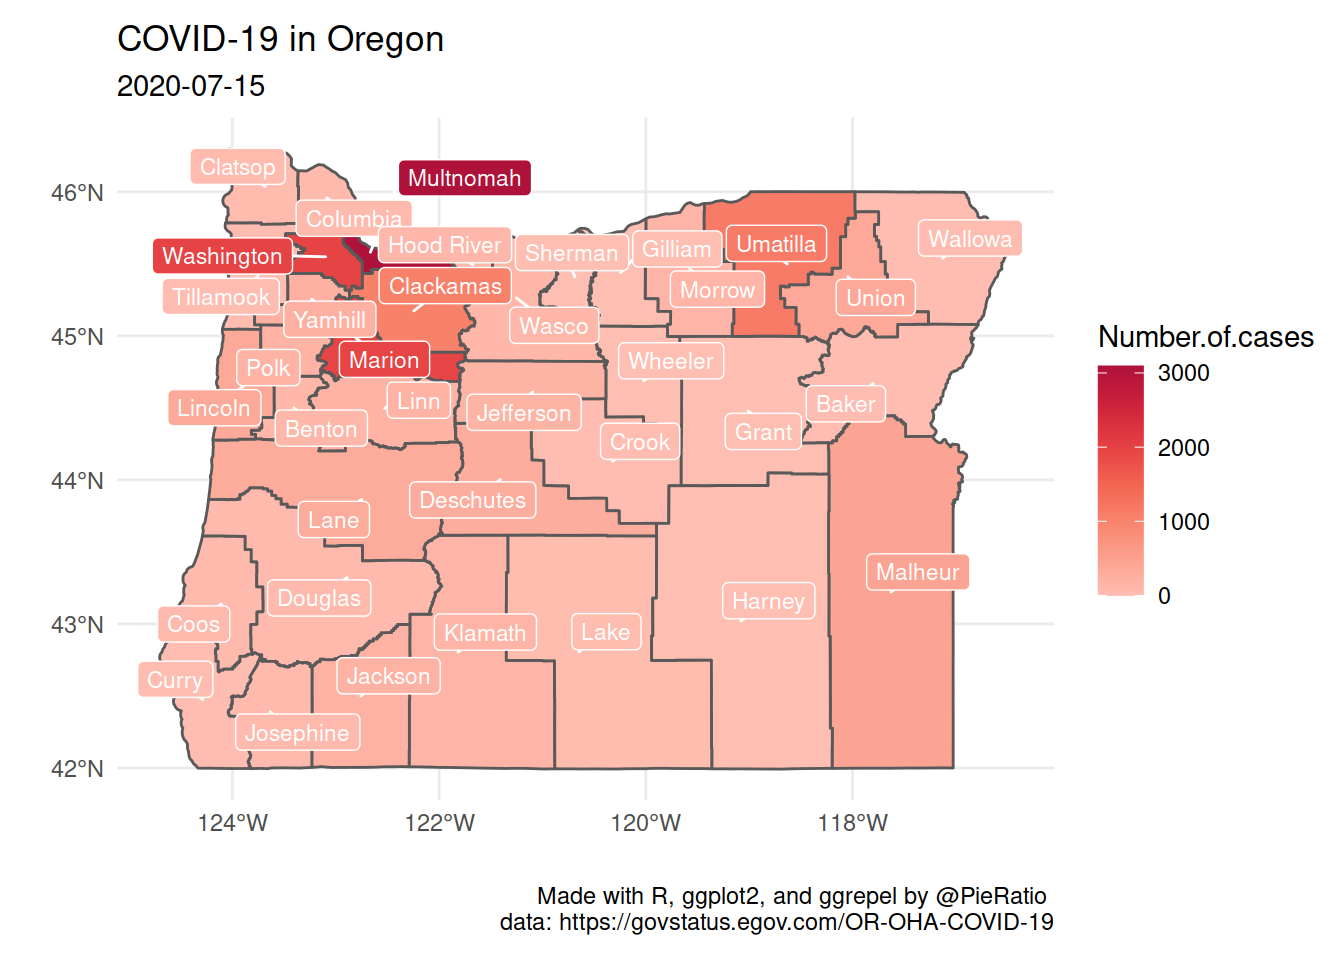 COVID-19 in Oregon
2020-07-15
46°N
45°N
44°N
43°N
42°N
Clatsop
Multnomah
Columbia
Washington
Hood River
Sherman
Gilliam
Umatilla
Wallowa
Tillamook
Clackamas
Morrow
Union
Yamhill
Wasco
Polk
Marion
Wheeler
Lincoln
Linn
Benton
Jefferson
Crook
Grant
Baker
Lane
Deschutes
Malheur
Douglas
Harney
Coos
Klamath
Lake
Curry
Jackson
Josephine
124°W
122°W
120°W
118°W
Number.of.cases
3000
2000
1000
0
Made with R, ggplot2, and ggrepel by @PieRatio
data: https://govstatus.egov.com/OR-OHA-COVID-19